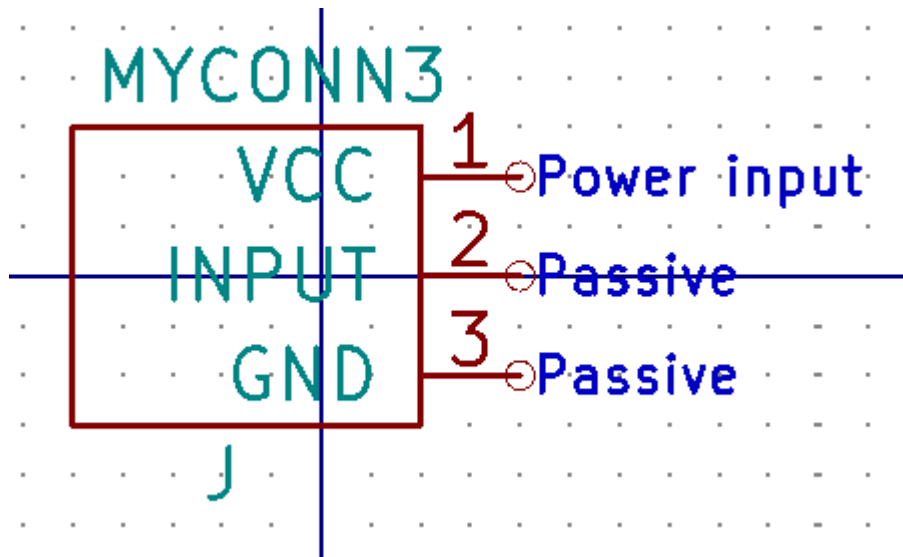 MYCONN3
VCC 1 Power input
INPUT 2 Passive
GND 3 Passive
J